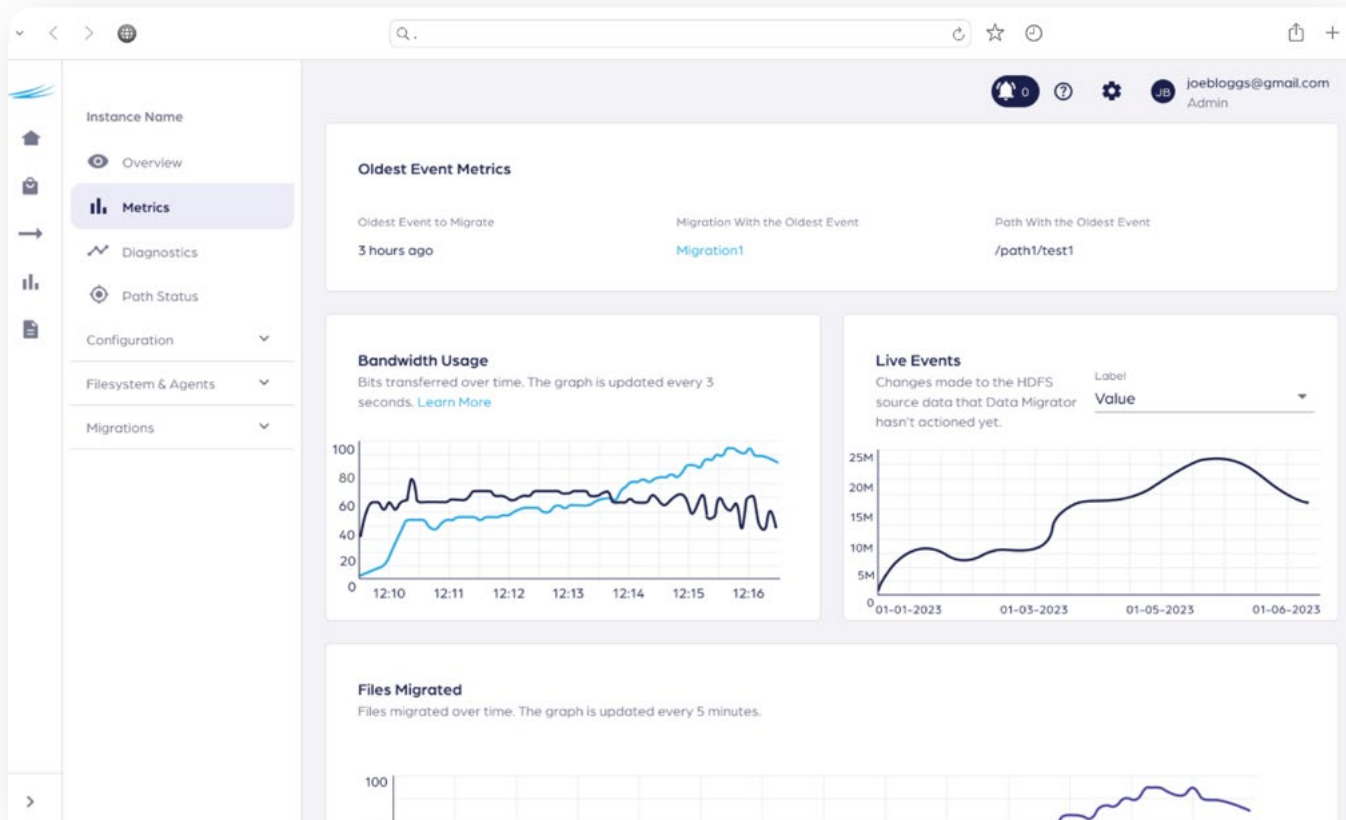 .
0
joebloggs@gmail.com
JB
Admin
Instance Name
Overview
Metrics
Diagnostics
Path Status
Configuration
Filesystem & Agents
Migrations
Oldest Event Metrics
Oldest Event to Migrate
3 hours ago
Migration With the Oldest Event
Migration1
Path With the Oldest Event
/path1/test1
Bandwidth Usage
Bits transferred over time. The graph is updated every 3
seconds. Learn More
100
80
60
40
20
0
12:10 12:11 12:12 12:13 12:14 12:15 12:16
Live Events
Changes made to the HDFS
source data that Data Migrator
hasn't actioned yet.
Label
Value
25M
20M
15M
10M
5M
0
01-01-2023 01-03-2023 01-05-2023 01-06-2023
Files Migrated
Files migrated over time. The graph is updated every 5 minutes.
100